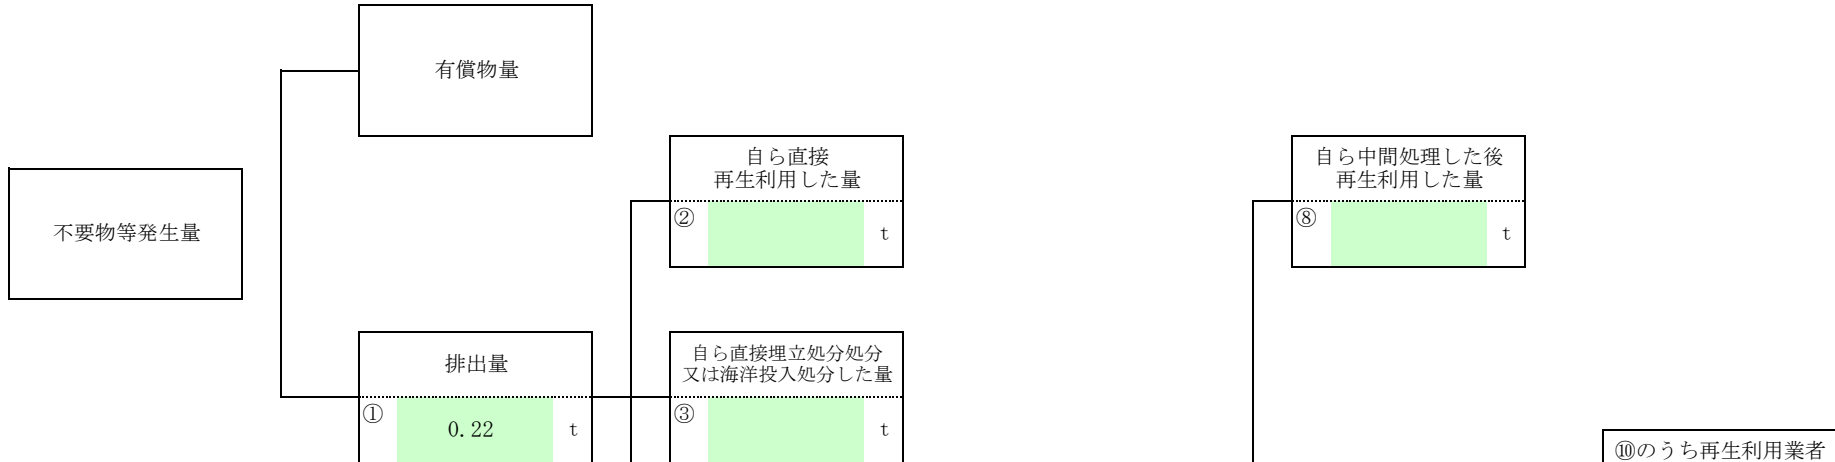 有償物量
自ら直接
再生利用した量
② t
自ら中間処理した後
再生利用した量
⑧ t
不要物等発生量
排出量
① 0.22 t
自ら直接埋立処分処分
又は海洋投入処分した量
③ t
⑩のうち再生利用業者